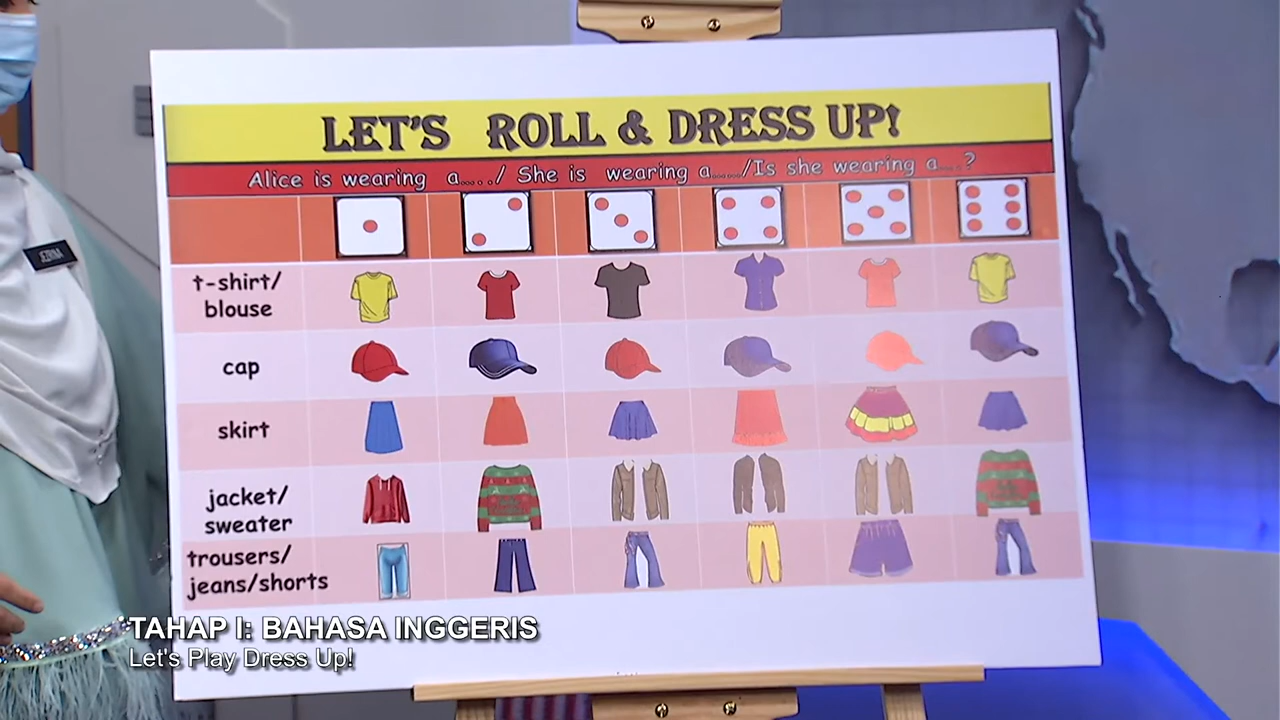 LET'S ROLL & DRESS UP!
Alice is wearing a..../ She is wearing a...../Is she wearing a....?
t-shirt/
blouse
cap
skirt
jacket/
sweater
trousers/
jeans/shorts
TAHAP I: BAHASA INGGERIS
Let's Play Dress Up!